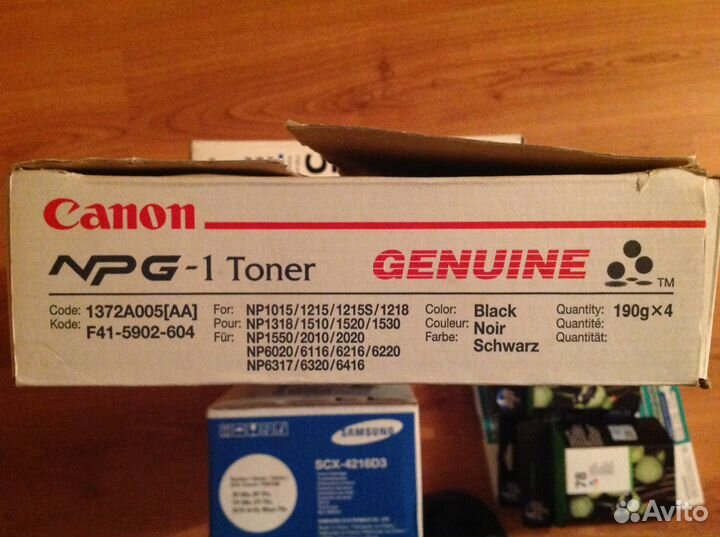 Canon
NPG-1 Toner
GENUINE
TM
Code: 1372A005[AA]
Kode: F41-5902-604
For: NP1015/1215/1215S/1218
Pour: NP1318/1510/1520/1530
Für: NP1550/2010/2020
NP6020/6116/6216/6220
NP6317/6320/6416
Color: Black
Couleur: Noir
Farbe: Schwarz
Quantity: 190g×4
Quantité:
Quantität:
SAMSUNG
SCX-4216D3
78
Avito